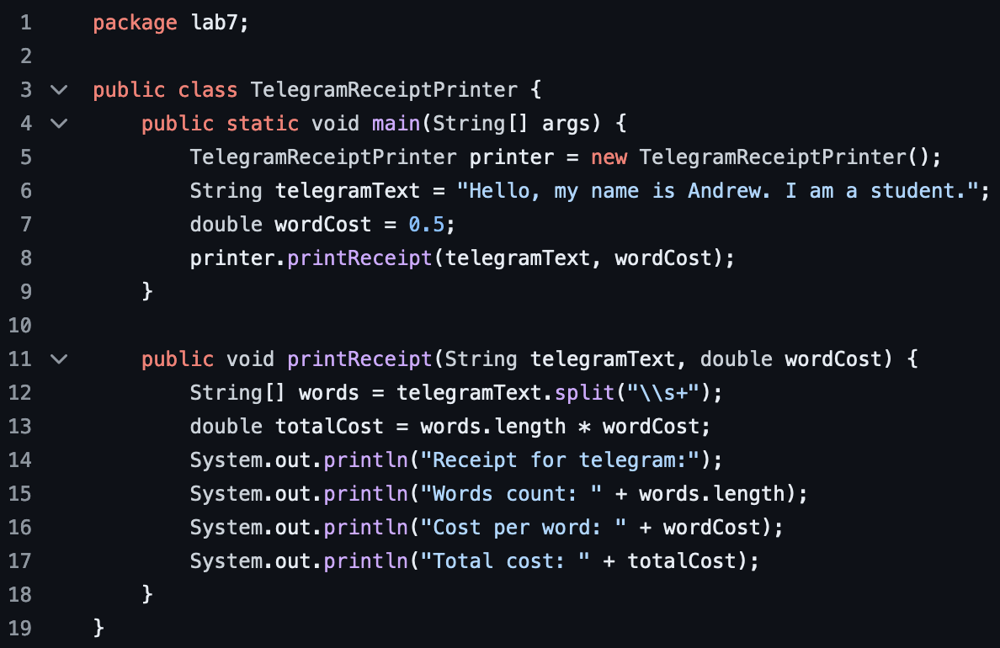 1 package lab7;
2
3 public class TelegramReceiptPrinter {
4 public static void main(String[] args) {
5 TelegramReceiptPrinter printer = new TelegramReceiptPrinter();
6 String telegramText = "Hello, my name is Andrew. I am a student.";
7 double wordCost = 0.5;
8 printer.printReceipt(telegramText, wordCost);
9 }
10
11 public void printReceipt(String telegramText, double wordCost) {
12 String[] words = telegramText.split("\\s+");
13 double totalCost = words.length * wordCost;
14 System.out.println("Receipt for telegram:");
15 System.out.println("Words count: " + words.length);
16 System.out.println("Cost per word: " + wordCost);
17 System.out.println("Total cost: " + totalCost);
18 }
19 }